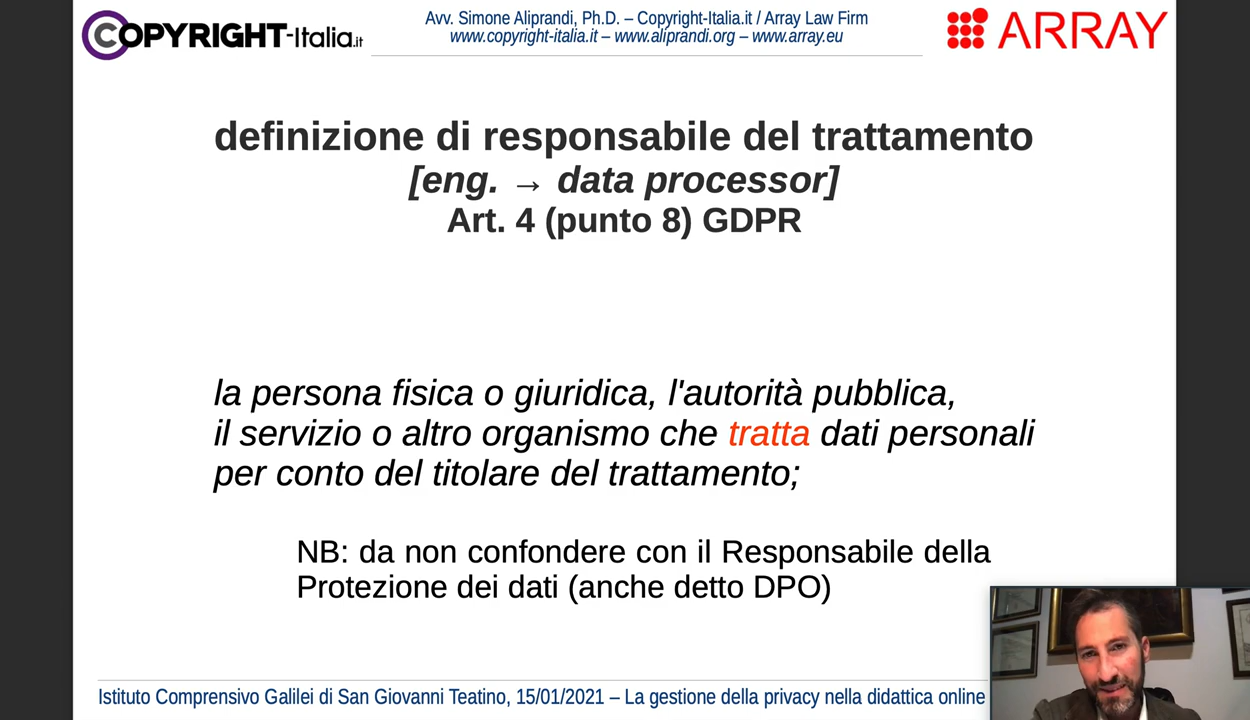 COPYRIGHT-Italia.it
Avv. Simone Aliprandi, Ph.D. – Copyright-Italia.it / Array Law Firm
www.copyright-italia.it – www.aliprandi.org – www.array.eu
ARRAY
definizione di responsabile del trattamento
[eng. → data processor]
Art. 4 (punto 8) GDPR
la persona fisica o giuridica, l'autorità pubblica,
il servizio o altro organismo che tratta dati personali
per conto del titolare del trattamento;
NB: da non confondere con il Responsabile della
Protezione dei dati (anche detto DPO)
Istituto Comprensivo Galilei di San Giovanni Teatino, 15/01/2021 – La gestione della privacy nella didattica online